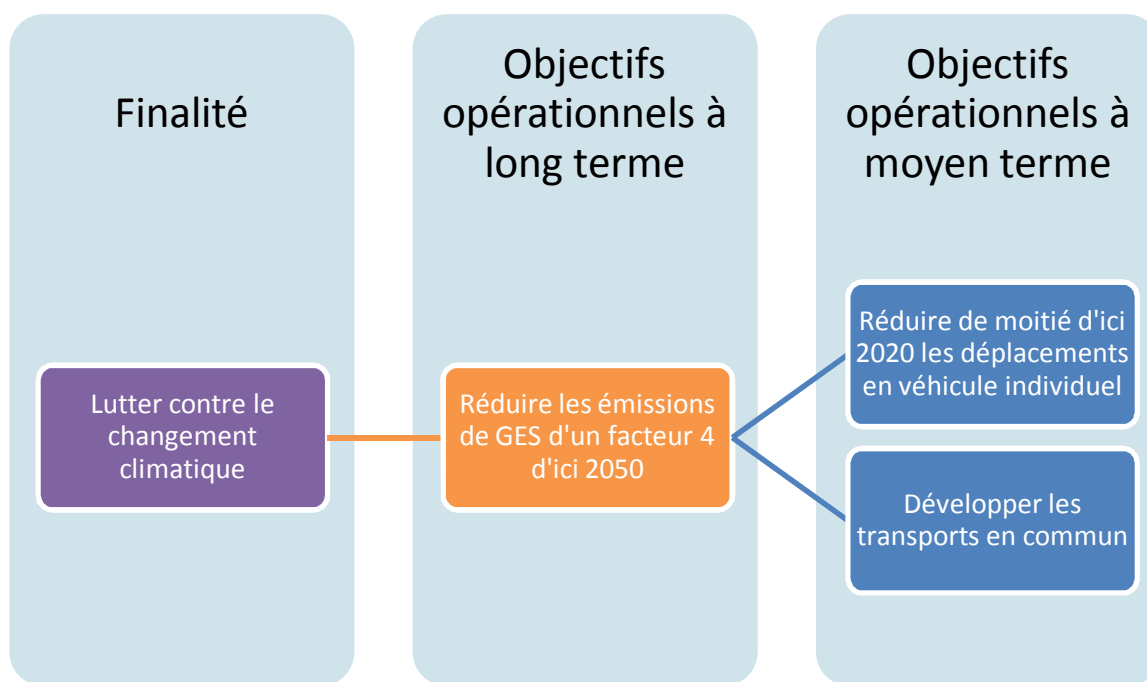 Finalité
Objectifs
opérationnels à
long terme
Objectifs
opérationnels à
moyen terme
Lutter contre le
changement
climatique
Réduire les émissions
de GES d'un facteur 4
d'ici 2050
Réduire de moitié d'ici
2020 les déplacements
en véhicule individuel
Développer les
transports en commun